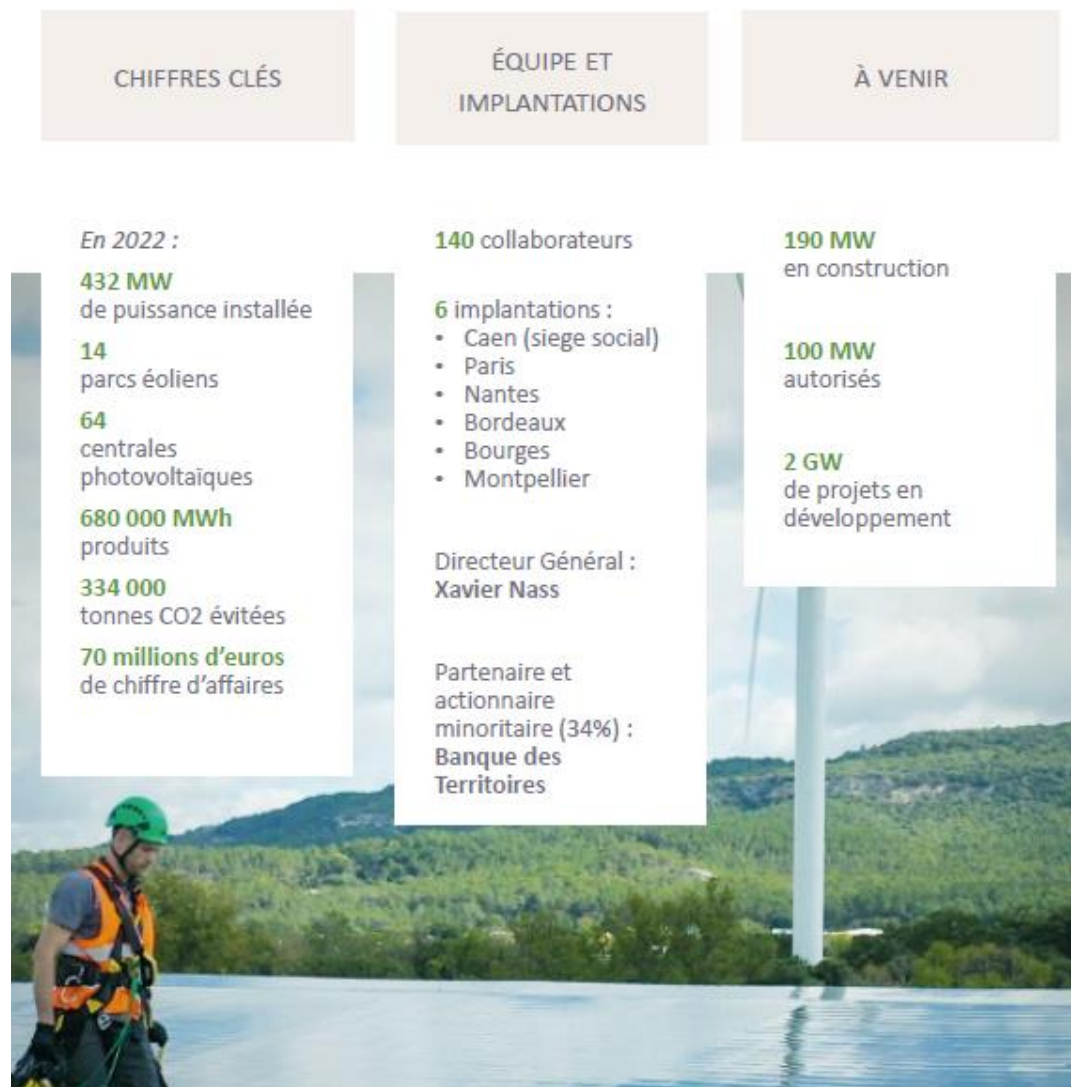 CHIFFRES CLÉS
En 2022 :
432 MW
de puissance installée
14
parcs éoliens
64
centrales
photovoltaïques
680 000 MWh
produits
334 000
tonnes CO2 évitées
70 millions d’euros
de chiffre d’affaires
ÉQUIPE ET
IMPLANTATIONS
140 collaborateurs
6 implantations :
• Caen (siege social)
• Paris
• Nantes
• Bordeaux
• Bourges
• Montpellier
Directeur Général :
Xavier Nass
Partenaire et
actionnaire
minoritaire (34%) :
Banque des
Territoires
À VENIR
190 MW
en construction
100 MW
autorisés
2 GW
de projets en
développement